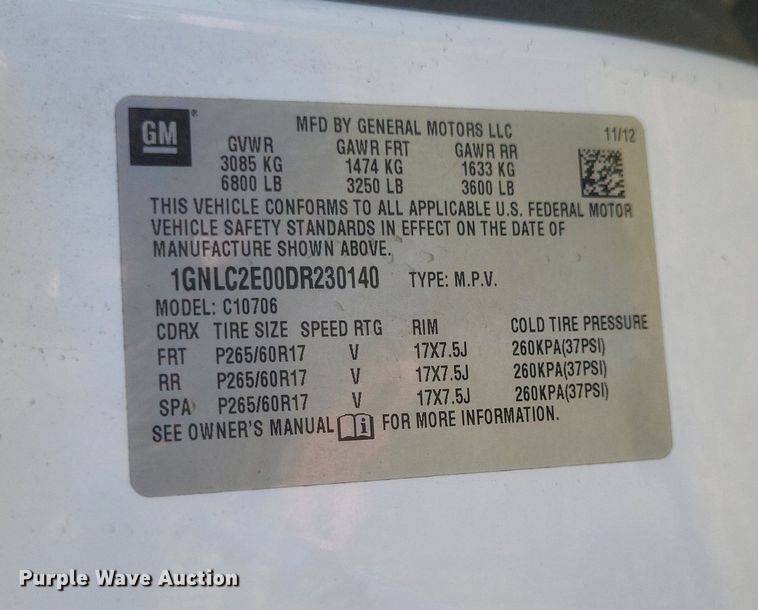 GM
MFD BY GENERAL MOTORS LLC 11/12
GVWR GAWR FRT GAWR RR
3085 KG 1474 KG 1633 KG
6800 LB 3250 LB 3600 LB
THIS VEHICLE CONFORMS TO ALL APPLICABLE U.S. FEDERAL MOTOR
VEHICLE SAFETY STANDARDS IN EFFECT ON THE DATE OF
MANUFACTURE SHOWN ABOVE.
1GNLC2E00DR230140 TYPE: M.P.V.
MODEL: C10706
CDRX TIRE SIZE SPEED RTG RIM COLD TIRE PRESSURE
FRT P265/60R17 V 17X7.5J 260KPA(37PSI)
RR P265/60R17 V 17X7.5J 260KPA(37PSI)
SPA P265/60R17 V 17X7.5J 260KPA(37PSI)
SEE OWNER'S MANUAL i FOR MORE INFORMATION.
Purple Wave Auction